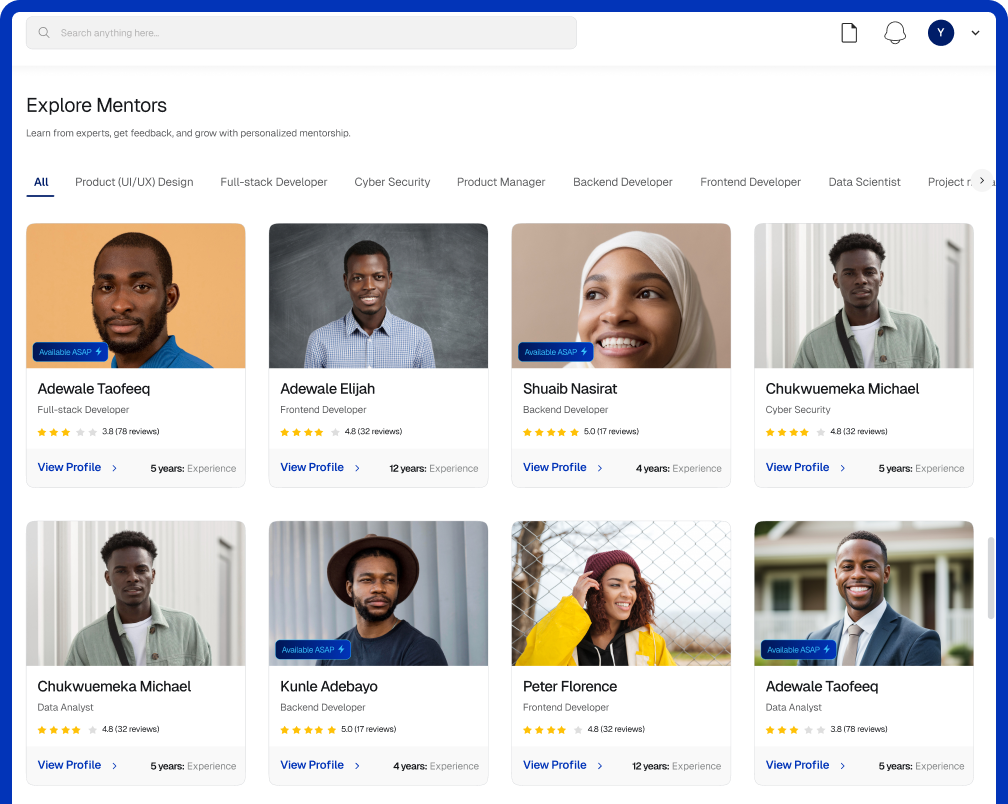 Search anything here...
Y
Explore Mentors
Learn from experts, get feedback, and grow with personalized mentorship.
All Product (UI/UX) Design Full-stack Developer Cyber Security Product Manager Backend Developer Frontend Developer Data Scientist Project
Available ASAP
Adewale Taofeeq
Full-stack Developer
3.8 (78 reviews)
View Profile 5 years: Experience
Adewale Elijah
Frontend Developer
4.8 (32 reviews)
View Profile 12 years: Experience
Available ASAP
Shuaib Nasirat
Backend Developer
5.0 (17 reviews)
View Profile 4 years: Experience
Chukwuemeka Michael
Cyber Security
4.8 (32 reviews)
View Profile 5 years: Experience
Chukwuemeka Michael
Data Analyst
4.8 (32 reviews)
View Profile 5 years: Experience
Available ASAP
Kunle Adebayo
Backend Developer
5.0 (17 reviews)
View Profile 4 years: Experience
Peter Florence
Frontend Developer
4.8 (32 reviews)
View Profile 12 years: Experience
Available ASAP
Adewale Taofeeq
Data Analyst
3.8 (78 reviews)
View Profile 5 years: Experience